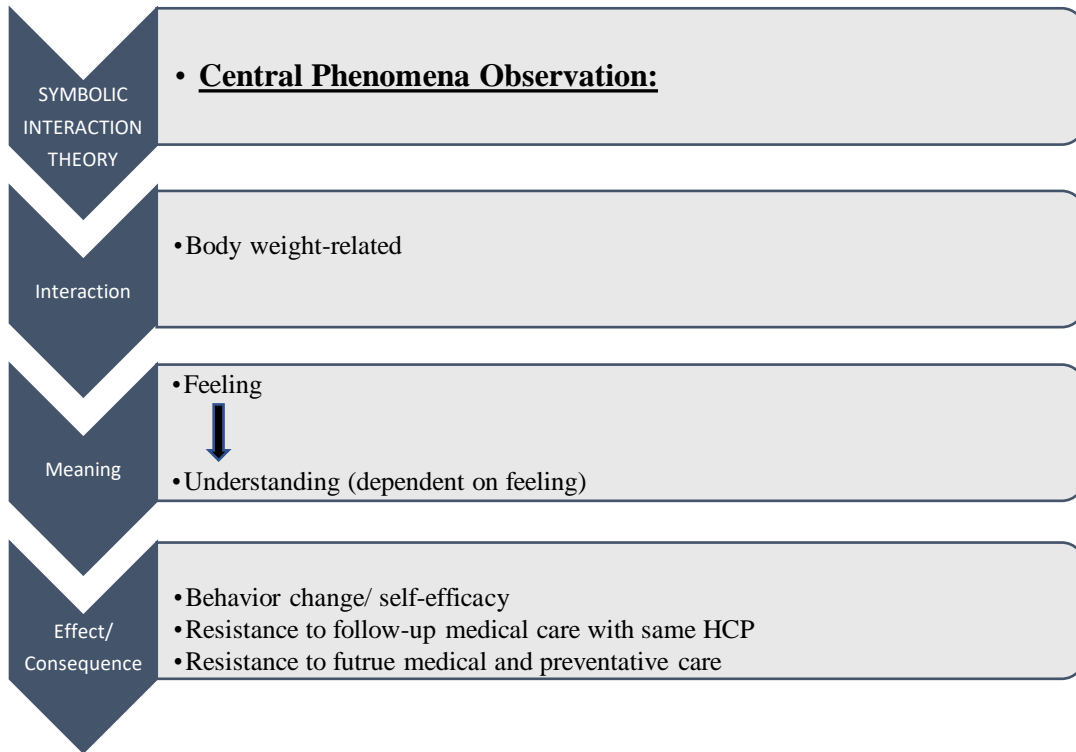 SYMBOLIC
INTERACTION
THEORY
• Central Phenomena Observation:
Interaction
•Body weight-related
Meaning
•Feeling
•Understanding (dependent on feeling)
Effect/
Consequence
•Behavior change/ self-efficacy
•Resistance to follow-up medical care with same HCP
•Resistance to futrue medical and preventative care